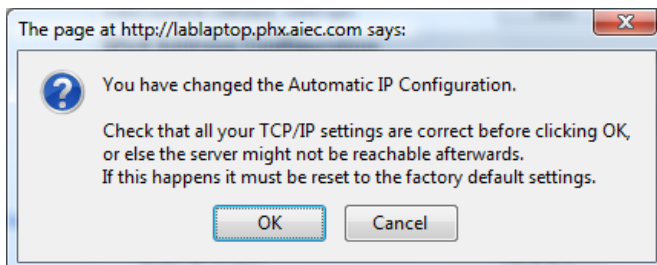 The page at http://lablaptop.phx.aiec.com says:
You have changed the Automatic IP Configuration.
Check that all your TCP/IP settings are correct before clicking OK,
or else the server might not be reachable afterwards.
If this happens it must be reset to the factory default settings.
OK
Cancel